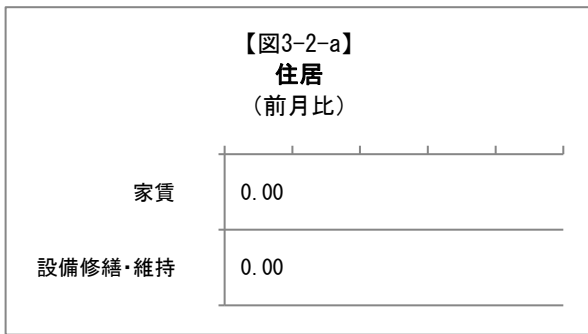 【図3-2-a】
住居
（前月比）
家賃 0.00
設備修繕・維持 0.00